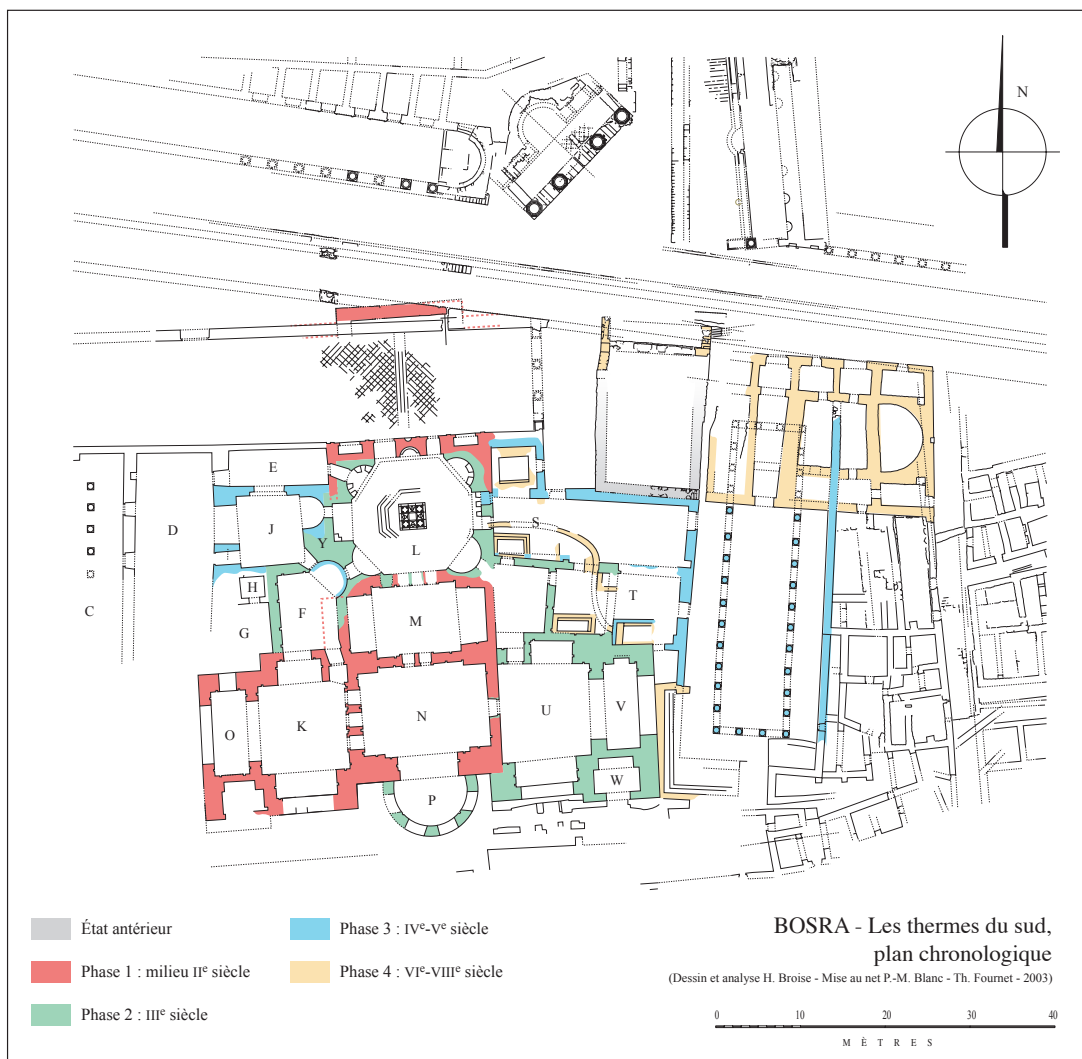 N
E
D
J
Y
L
S
H
F
M
T
C
G
O
K
N
U
V
P
W
État antérieur
Phase 1 : milieu IIe siècle
Phase 2 : IIIe siècle
Phase 3 : IVe-Ve siècle
Phase 4 : VIe-VIIIe siècle
BOSRA - Les thermes du sud,
plan chronologique
(Dessin et analyse H. Broise - Mise au net P.-M. Blanc - Th. Fournet - 2003)
0 10 20 30 40
MÈTRES